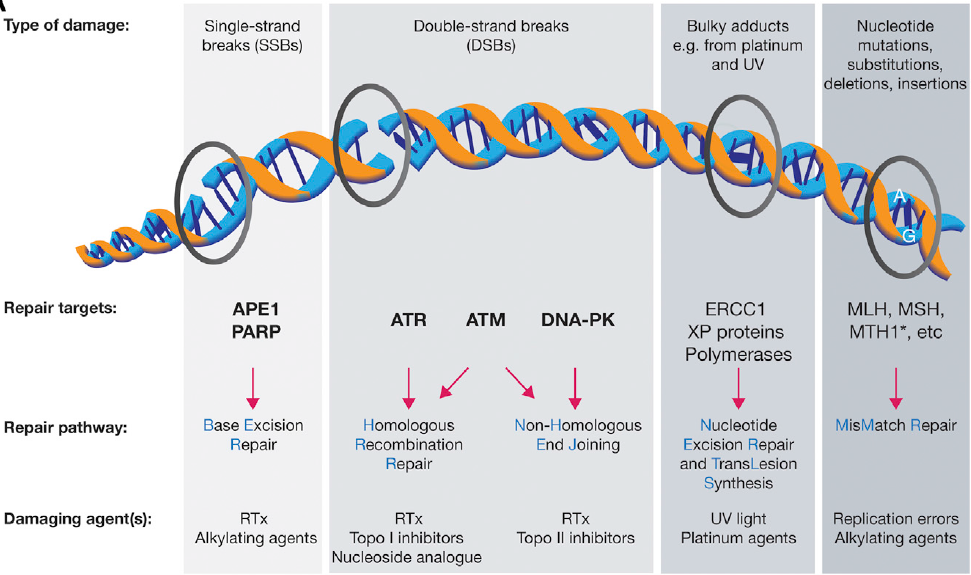 A
Type of damage:
Single-strand
breaks (SSBs)
Double-strand breaks
(DSBs)
Bulky adducts
e.g. from platinum
and UV
Nucleotide
mutations,
substitutions,
deletions, insertions
A
G
Repair targets:
APE1
PARP
ATR
ATM
DNA-PK
ERCC1
XP proteins
Polymerases
MLH, MSH,
MTH1*, etc
Repair pathway:
Base Excision
Repair
Homologous
Recombination
Repair
Non-Homologous
End Joining
Nucleotide
Excision Repair
and TransLesion
Synthesis
MisMatch Repair
Damaging agent(s):
RTx
Alkylating agents
RTx
Topo I inhibitors
Nucleoside analogue
RTx
Topo II inhibitors
UV light
Platinum agents
Replication errors
Alkylating agents